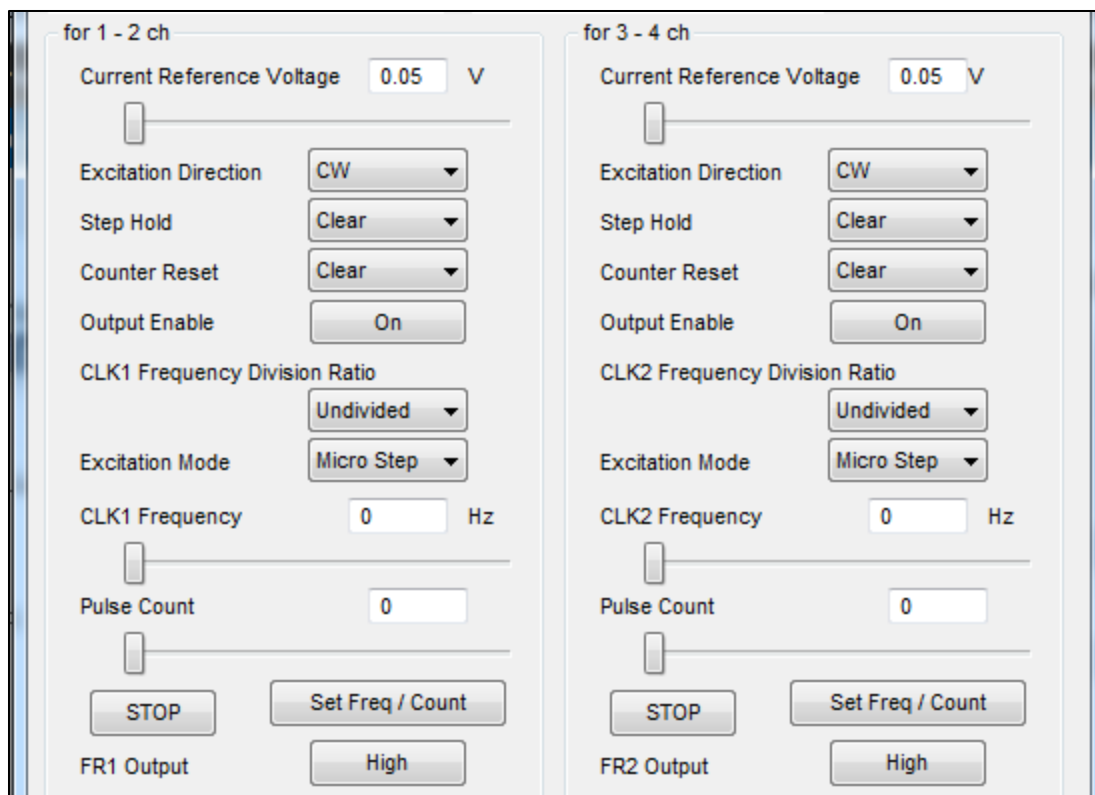 for 1 - 2 ch
Current Reference Voltage 0.05 V
Excitation Direction CW
Step Hold Clear
Counter Reset Clear
Output Enable On
CLK1 Frequency Division Ratio
Undivided
Excitation Mode Micro Step
CLK1 Frequency 0 Hz
Pulse Count 0
STOP Set Freq / Count
FR1 Output High
for 3 - 4 ch
Current Reference Voltage 0.05 V
Excitation Direction CW
Step Hold Clear
Counter Reset Clear
Output Enable On
CLK2 Frequency Division Ratio
Undivided
Excitation Mode Micro Step
CLK2 Frequency 0 Hz
Pulse Count 0
STOP Set Freq / Count
FR2 Output High